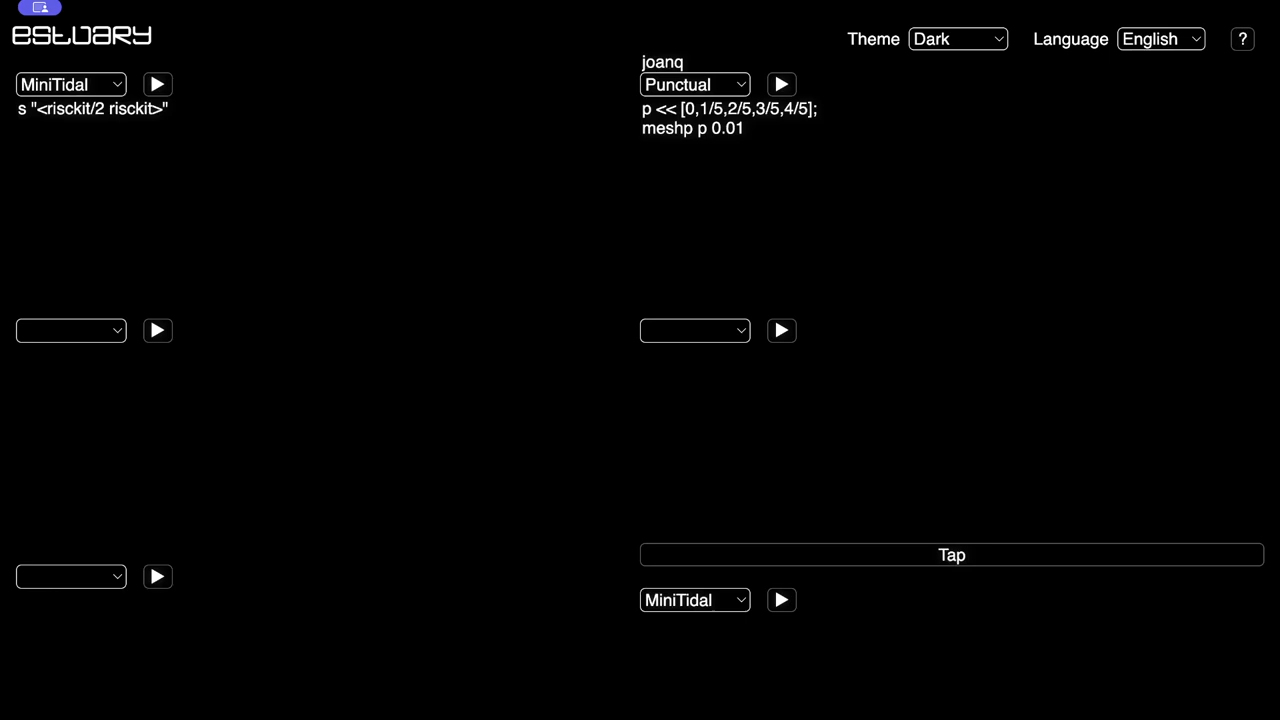 estuary
Theme Dark Language English ?
MiniTidal
s "<risckit/2 risckit>"
joanq
Punctual
p << [0,1/5,2/5,3/5,4/5];
meshp p 0.01
Tap
MiniTidal